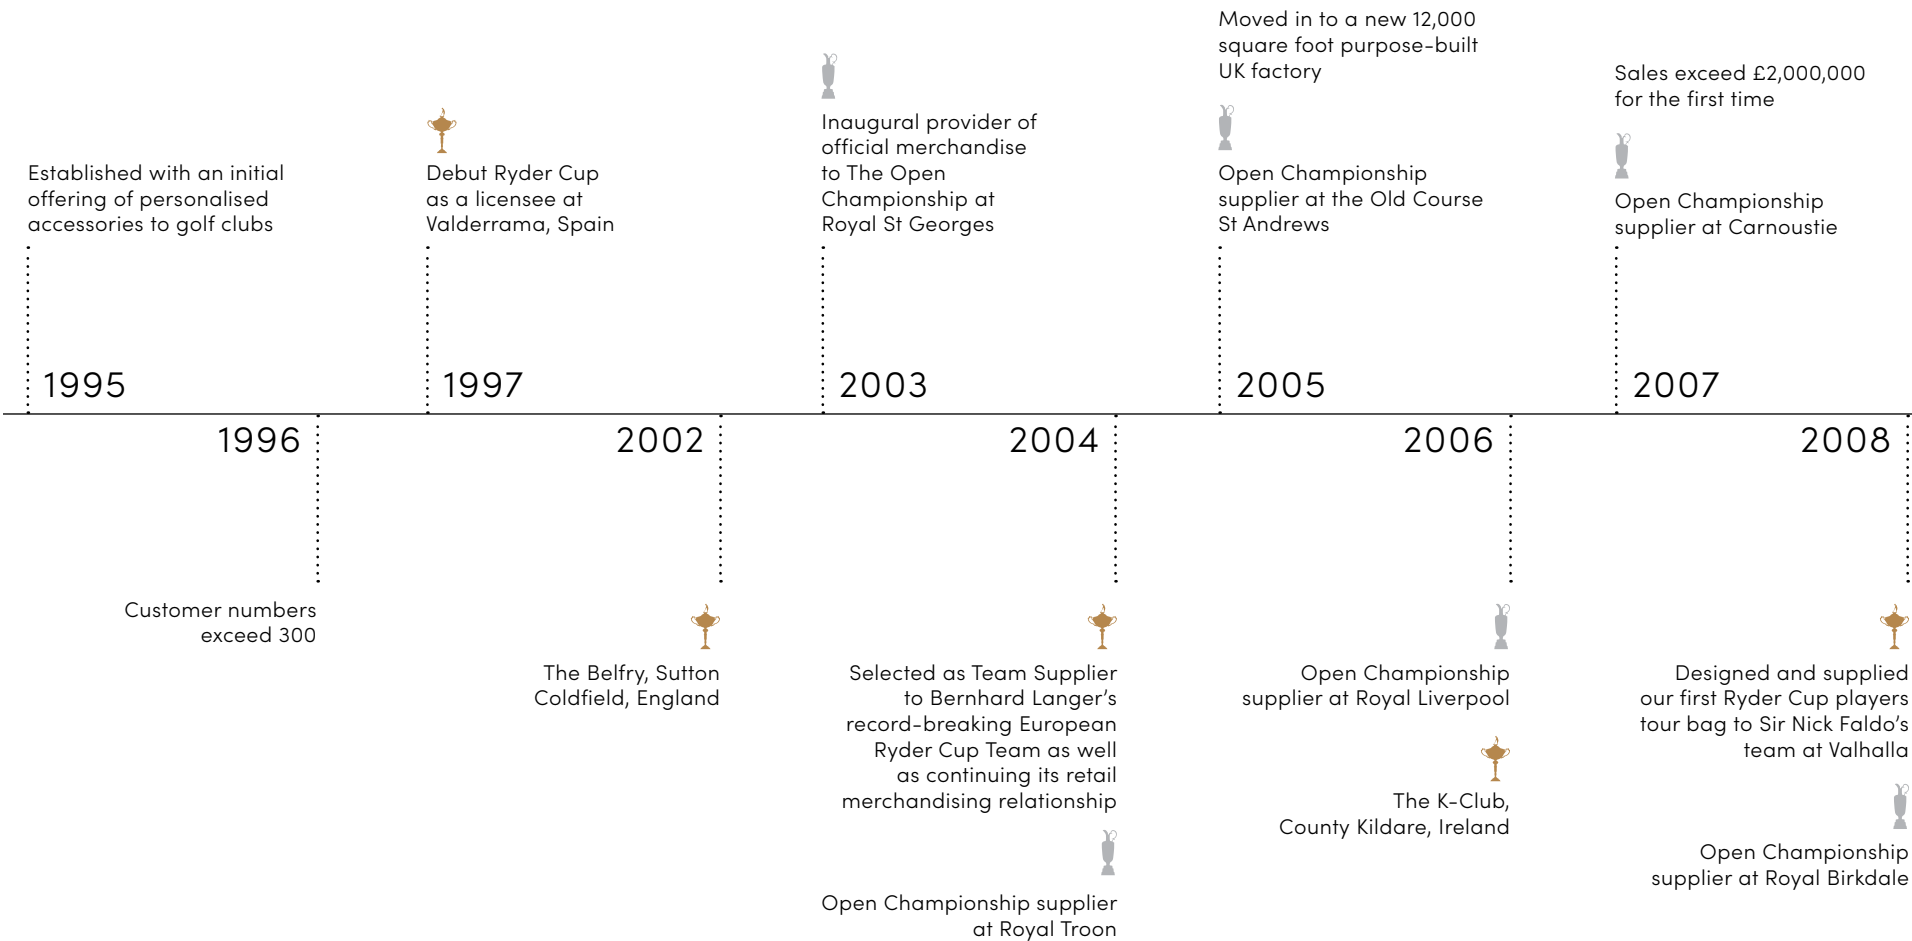 Established with an initial
offering of personalised
accessories to golf clubs
1995
1996
Customer numbers
exceed 300
Debut Ryder Cup
as a licensee at
Valderrama, Spain
1997
2002
The Belfry, Sutton
Coldfield, England
Inaugural provider of
official merchandise
to The Open
Championship at
Royal St Georges
2003
2004
Selected as Team Supplier
to Bernhard Langer’s
record-breaking European
Ryder Cup Team as well
as continuing its retail
merchandising relationship
Open Championship supplier
at Royal Troon
Moved in to a new 12,000
square foot purpose-built
UK factory
Open Championship
supplier at the Old Course
St Andrews
2005
2006
Open Championship
supplier at Royal Liverpool
The K-Club,
County Kildare, Ireland
Sales exceed £2,000,000
for the first time
Open Championship
supplier at Carnoustie
2007
2008
Designed and supplied
our first Ryder Cup players
tour bag to Sir Nick Faldo’s
team at Valhalla
Open Championship
supplier at Royal Birkdale